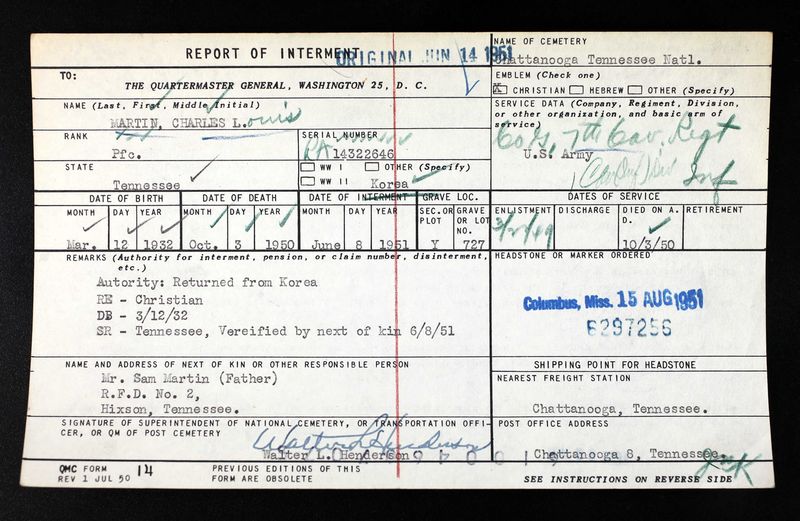 REPORT OF INTERMENT
ORIGINAL JUN 14 1951
NAME OF CEMETERY
Chattanooga Tennessee Natl.
TO:
THE QUARTERMASTER GENERAL, WASHINGTON 25, D. C.
EMBLEM (Check one)
X CHRISTIAN HEBREW OTHER (Specify)
NAME (Last, First, Middle Initial)
MARTIN, CHARLES L.ouis
SERVICE DATA (Company, Regiment, Division, or other organization, and basic arm of service)
Co G, 7th Cav. Regt
U.S. Army
1 Cav Div Inf
RANK
Pfc.
SERIAL NUMBER
RA 14322646
STATE
Tennessee
WW I OTHER (Specify)
WW II Korea
DATE OF BIRTH
DATE OF DEATH
DATE OF INTERMENT
GRAVE LOC.
DATES OF SERVICE
MONTH DAY YEAR MONTH DAY YEAR MONTH DAY YEAR SEC.OR PLOT GRAVE OR LOT NO.
ENLISTMENT DISCHARGE DIED ON A. D. RETIREMENT
Mar. 12 1932 Oct. 3 1950 June 8 1951 Y 727
10/3/50
REMARKS (Authority for interment, pension, or claim number, disinterment, etc.)
Autority: Returned from Korea
RE - Christian
DB - 3/12/32
SR - Tennessee, Vereified by next of kin 6/8/51
HEADSTONE OR MARKER ORDERED
Columbus, Miss. 15 AUG 1951
6297256
NAME AND ADDRESS OF NEXT OF KIN OR OTHER RESPONSIBLE PERSON
Mr. Sam Martin (Father)
R.F.D. No. 2,
Hixson, Tennessee.
SHIPPING POINT FOR HEADSTONE
NEAREST FREIGHT STATION
Chattanooga, Tennessee.
SIGNATURE OF SUPERINTENDENT OF NATIONAL CEMETERY, OR TRANSPORTATION OFFI-
CER, OR QM OF POST CEMETERY
Walter L Henderson
Walter L. Henderson
POST OFFICE ADDRESS
Chattanooga 8, Tennessee
QMC FORM
REV 1 JUL 50
14
PREVIOUS EDITIONS OF THIS
FORM ARE OBSOLETE
SEE INSTRUCTIONS ON REVERSE SIDE